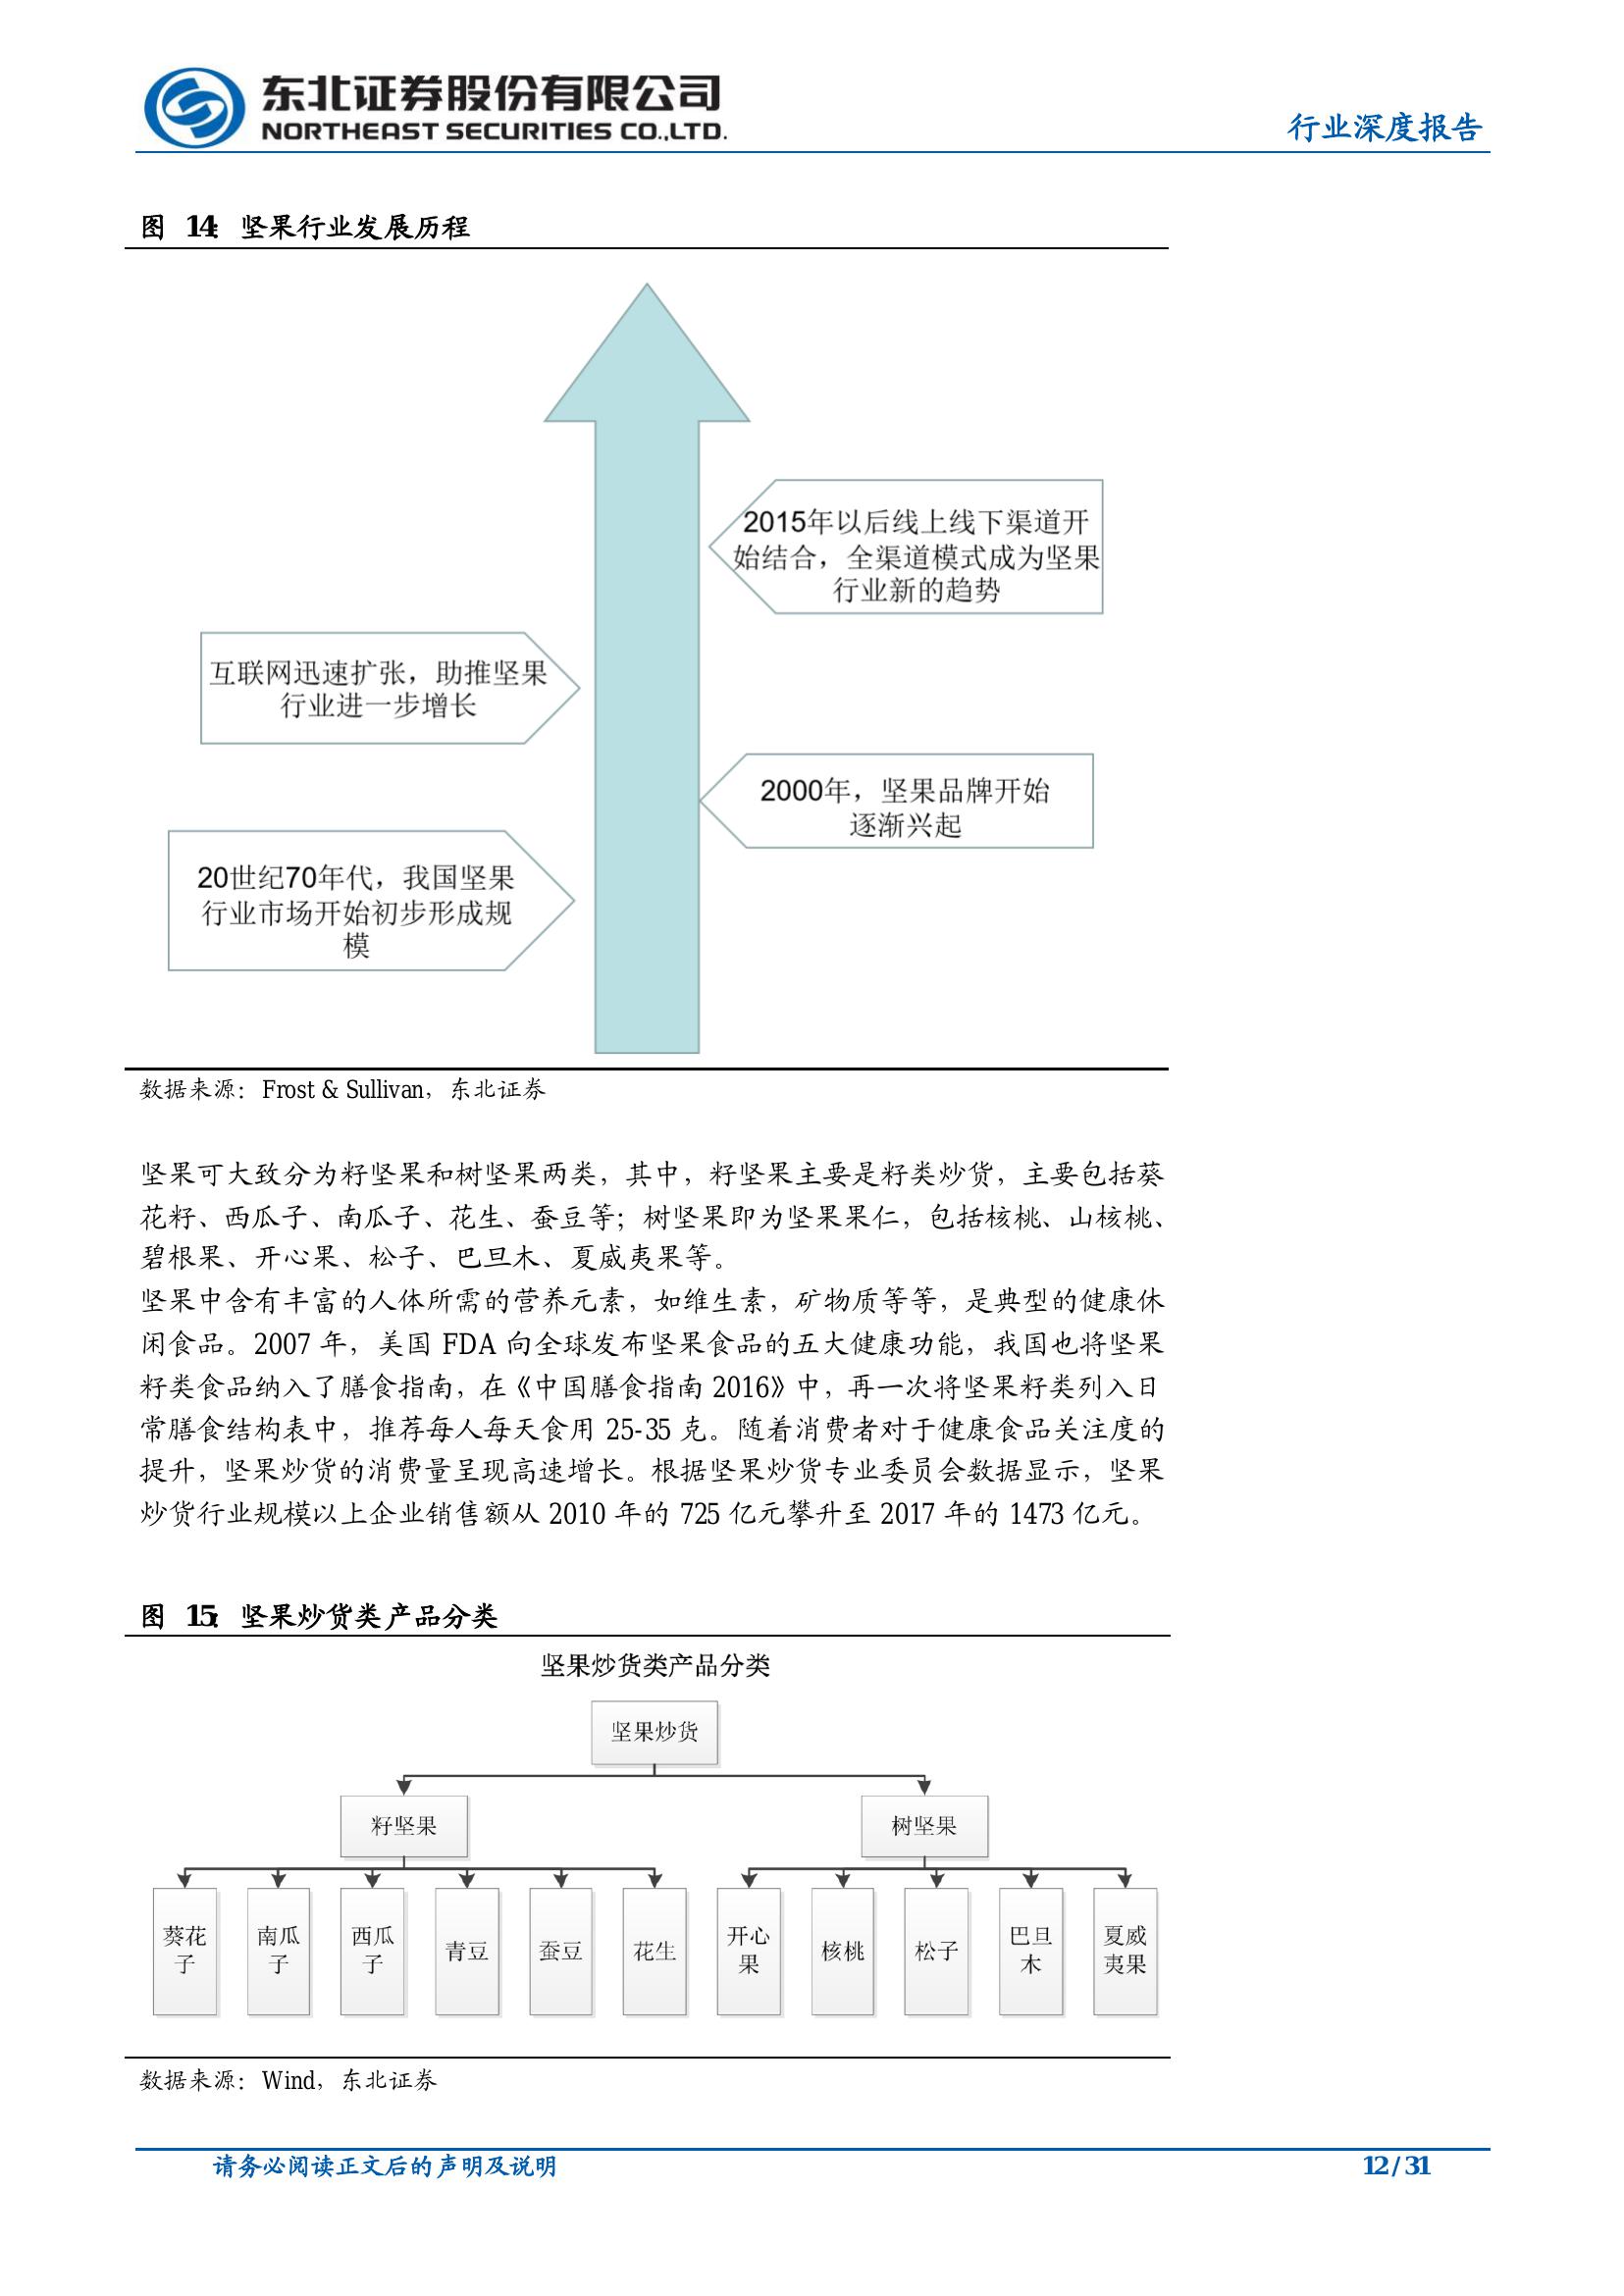 东北证券股份有限公司
NORTHEAST SECURITIES CO.,LTD.
行业深度报告
图 14: 坚果行业发展历程
2015年以后线上线下渠道开
始结合，全渠道模式成为坚果
行业新的趋势
互联网迅速扩张，助推坚果
行业进一步增长
2000年，坚果品牌开始
逐渐兴起
20世纪70年代，我国坚果
行业市场开始初步形成规
模
数据来源：Frost & Sullivan，东北证券
坚果可大致分为籽坚果和树坚果两类，其中，籽坚果主要是籽类炒货，主要包括葵
花籽、西瓜子、南瓜子、花生、蚕豆等；树坚果即为坚果果仁，包括核桃、山核桃、
碧根果、开心果、松子、巴旦木、夏威夷果等。
坚果中含有丰富的人体所需的营养元素，如维生素，矿物质等等，是典型的健康休
闲食品。2007 年，美国 FDA 向全球发布坚果食品的五大健康功能，我国也将坚果
籽类食品纳入了膳食指南，在《中国膳食指南 2016》中，再一次将坚果籽类列入日
常膳食结构表中，推荐每人每天食用 25-35 克。随着消费者对于健康食品关注度的
提升，坚果炒货的消费量呈现高速增长。根据坚果炒货专业委员会数据显示，坚果
炒货行业规模以上企业销售额从 2010 年的 725 亿元攀升至 2017 年的 1473 亿元。
图 15: 坚果炒货类产品分类
坚果炒货类产品分类
坚果炒货
籽坚果
树坚果
葵花
子
南瓜
子
西瓜
子
青豆
蚕豆
花生
开心
果
核桃
松子
巴旦
木
夏威
夷果
数据来源：Wind，东北证券
请务必阅读正文后的声明及说明
12 / 31